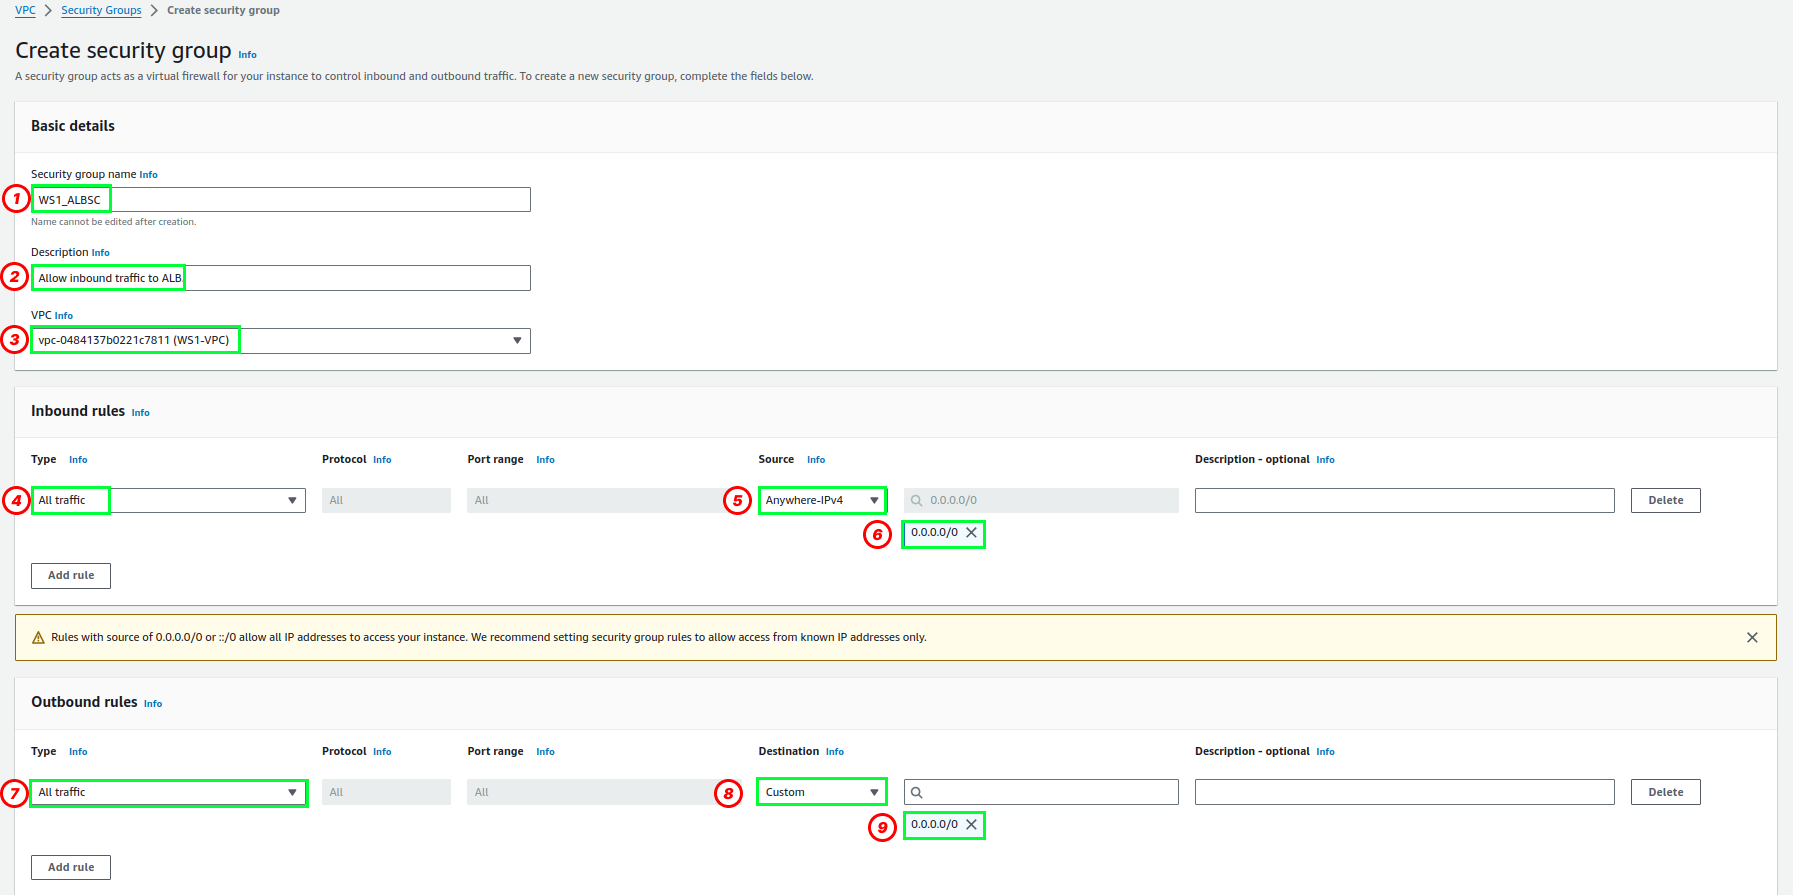 VPC > Security Groups > Create security group
Create security group Info
A security group acts as a virtual firewall for your instance to control inbound and outbound traffic. To create a new security group, complete the fields below.
Basic details
Security group name Info
1 WS1_ALBSC
Name cannot be edited after creation.
Description Info
2 Allow inbound traffic to ALB
VPC Info
3 vpc-0484137b0221c7811 (WS1-VPC)
Inbound rules Info
Type Info Protocol Info Port range Info Source Info Description - optional Info
4 All traffic All All 5 Anywhere-IPv4 0.0.0.0/0 Delete
6 0.0.0.0/0
Add rule
Rules with source of 0.0.0.0/0 or ::/0 allow all IP addresses to access your instance. We recommend setting security group rules to allow access from known IP addresses only.
Outbound rules Info
Type Info Protocol Info Port range Info Destination Info Description - optional Info
7 All traffic All All 8 Custom Delete
9 0.0.0.0/0
Add rule